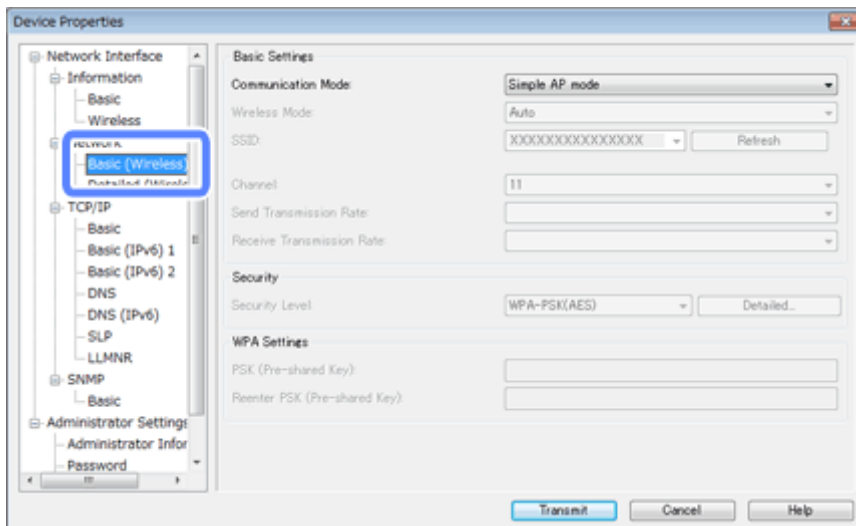 Device Properties
Network Interface
Information
Basic
Wireless
Network
Basic (Wireless)
TCP/IP
Basic
Basic (IPv6) 1
Basic (IPv6) 2
DNS
DNS (IPv6)
SLP
LLMNR
SNMP
Basic
Administrator Settings
Administrator Infor
Password
Basic Settings
Communication Mode: Simple AP mode
Wireless Mode: Auto
SSID: XXXXXXXXXXXXXXX Refresh
Channel: 11
Send Transmission Rate:
Receive Transmission Rate:
Security
Security Level: WPA-PSK(AES) Detailed...
WPA Settings
PSK (Pre-shared Key):
Reenter PSK (Pre-shared Key):
Transmit Cancel Help